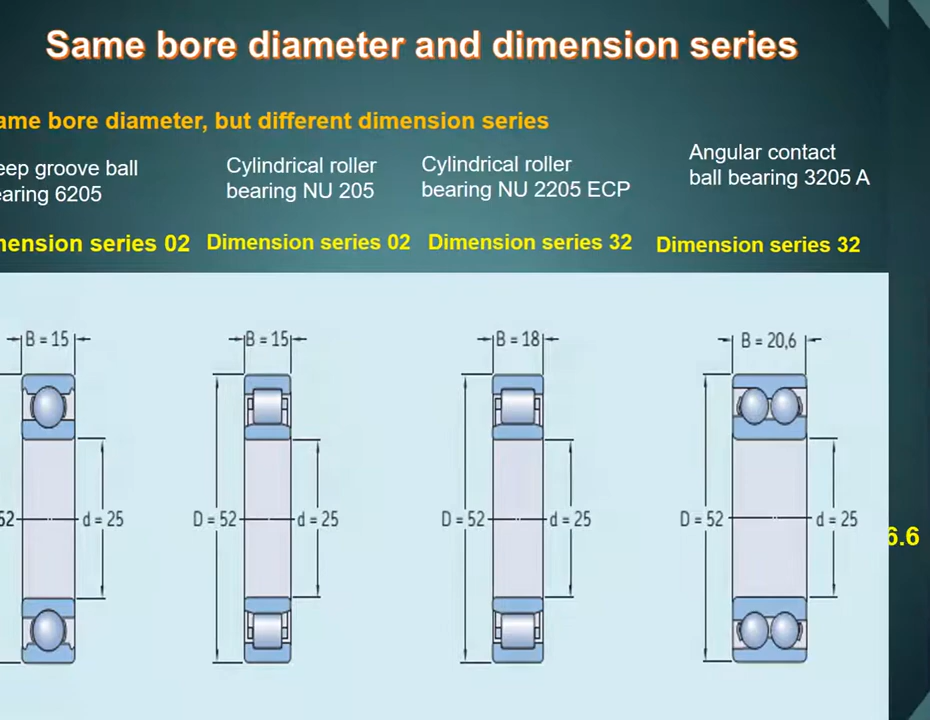 Same bore diameter and dimension series
ame bore diameter, but different dimension series
eep groove ball
earing 6205
Cylindrical roller
bearing NU 205
Cylindrical roller
bearing NU 2205 ECP
Angular contact
ball bearing 3205 A
mension series 02
Dimension series 02
Dimension series 32
Dimension series 32
B = 15
B = 15
B = 18
B = 20,6
52
d = 25
D = 52
d = 25
D = 52
d = 25
D = 52
d = 25
6.6